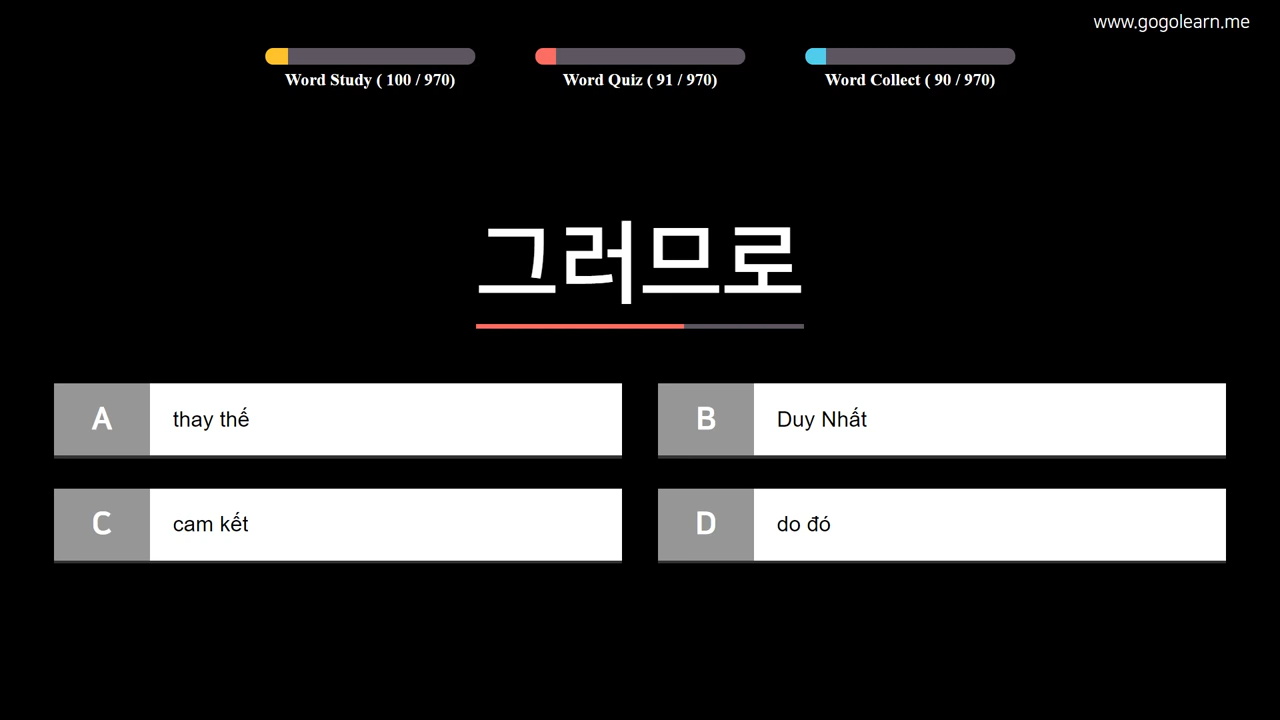 www.gogolearn.me
Word Study ( 100 / 970)
Word Quiz ( 91 / 970)
Word Collect ( 90 / 970)
그러므로
A thay thế
B Duy Nhất
C cam kết
D do đó